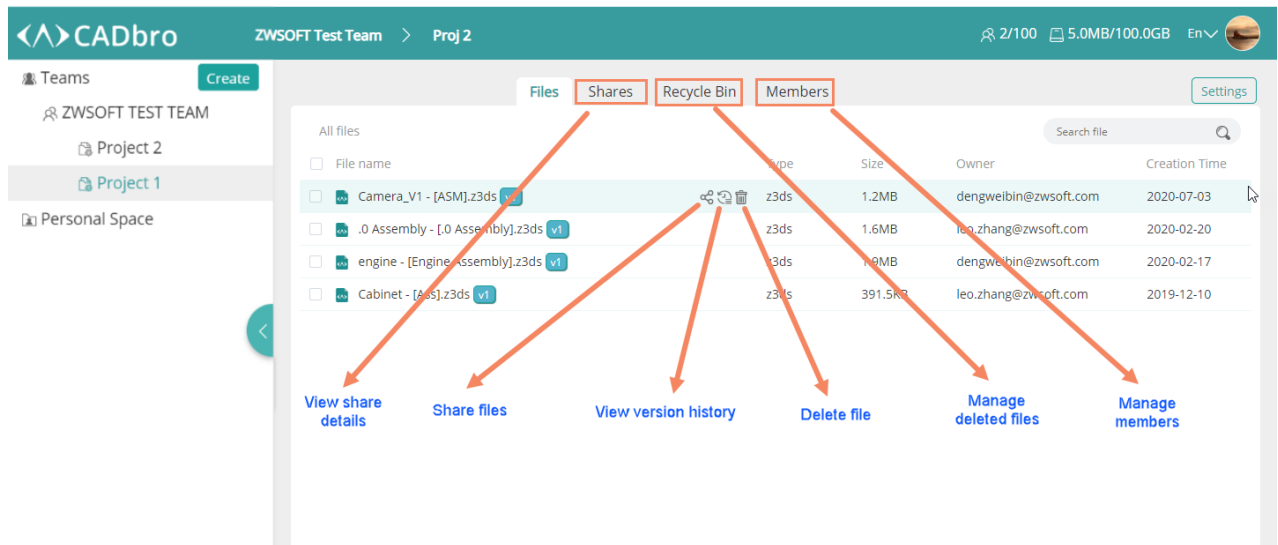 CADbro
ZWSOFT Test Team > Proj 2
2/100 5.0MB/100.0GB En
Teams Create
ZWSOFT TEST TEAM
Project 2
Project 1
Personal Space
Files Shares Recycle Bin Members Settings
All files Search file
File name Type Size Owner Creation Time
Camera_V1 - [ASM].z3ds v1 z3ds 1.2MB dengweibin@zwsoft.com 2020-07-03
.0 Assembly - [.0 Assembly].z3ds v1 z3ds 1.6MB leo.zhang@zwsoft.com 2020-02-20
engine - [Engine Assembly].z3ds v1 z3ds 1.9MB dengweibin@zwsoft.com 2020-02-17
Cabinet - [Ass].z3ds v1 z3ds 391.5KB leo.zhang@zwsoft.com 2019-12-10
View share
details
Share files
View version history
Delete file
Manage
deleted files
Manage
members